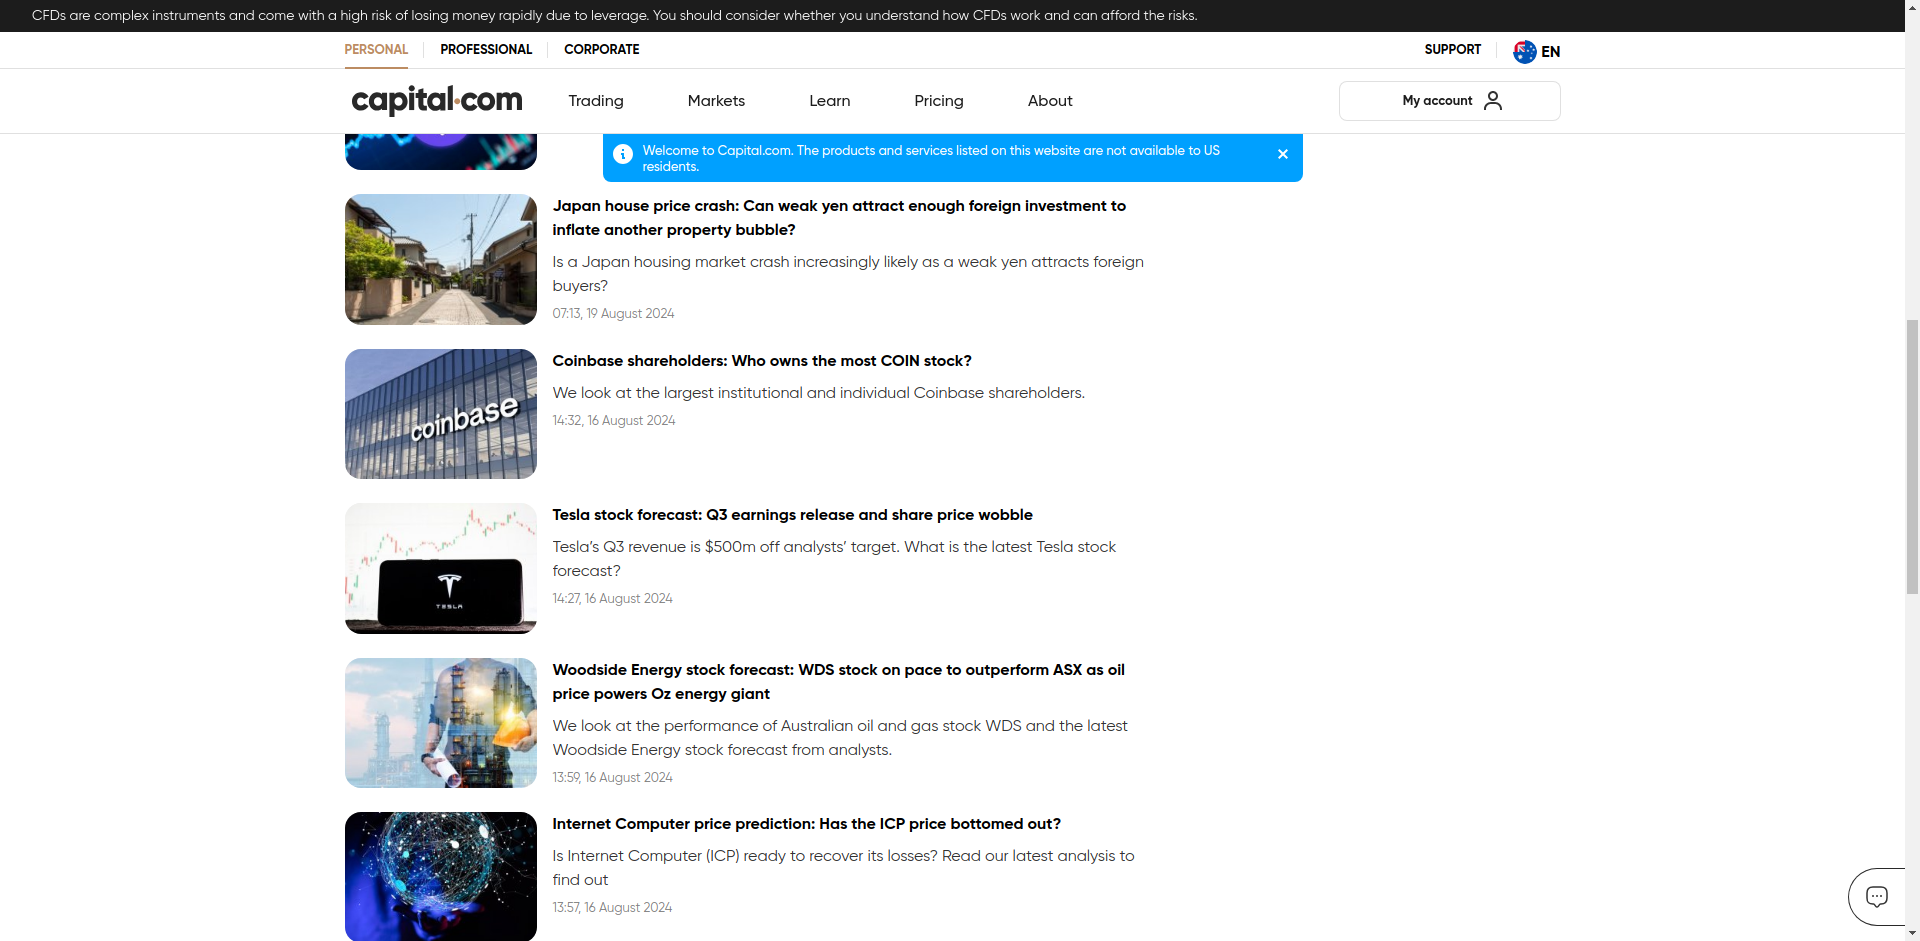 CFDs are complex instruments and come with a high risk of losing money rapidly due to leverage. You should consider whether you understand how CFDs work and can afford the risks.
PERSONAL
PROFESSIONAL
CORPORATE
SUPPORT
EN
capital.com
Trading
Markets
Learn
Pricing
About
My account
Welcome to Capital.com. The products and services listed on this website are not available to US
residents.
Japan house price crash: Can weak yen attract enough foreign investment to
inflate another property bubble?
Is a Japan housing market crash increasingly likely as a weak yen attracts foreign
buyers?
07:13, 19 August 2024
coinbase
Coinbase shareholders: Who owns the most COIN stock?
We look at the largest institutional and individual Coinbase shareholders.
14:32, 16 August 2024
TESLA
Tesla stock forecast: Q3 earnings release and share price wobble
Tesla’s Q3 revenue is $500m off analysts’ target. What is the latest Tesla stock
forecast?
14:27, 16 August 2024
Woodside Energy stock forecast: WDS stock on pace to outperform ASX as oil
price powers Oz energy giant
We look at the performance of Australian oil and gas stock WDS and the latest
Woodside Energy stock forecast from analysts.
13:59, 16 August 2024
Internet Computer price prediction: Has the ICP price bottomed out?
Is Internet Computer (ICP) ready to recover its losses? Read our latest analysis to
find out
13:57, 16 August 2024